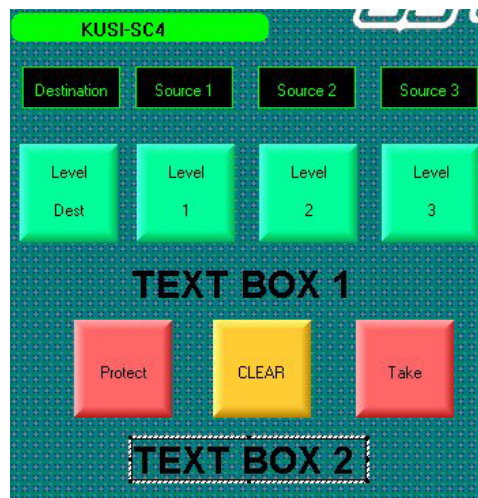 KUSI-SC4
Destination Source 1 Source 2 Source 3
Level Level Level Level
Dest 1 2 3
TEXT BOX 1
Protect CLEAR Take
TEXT BOX 2